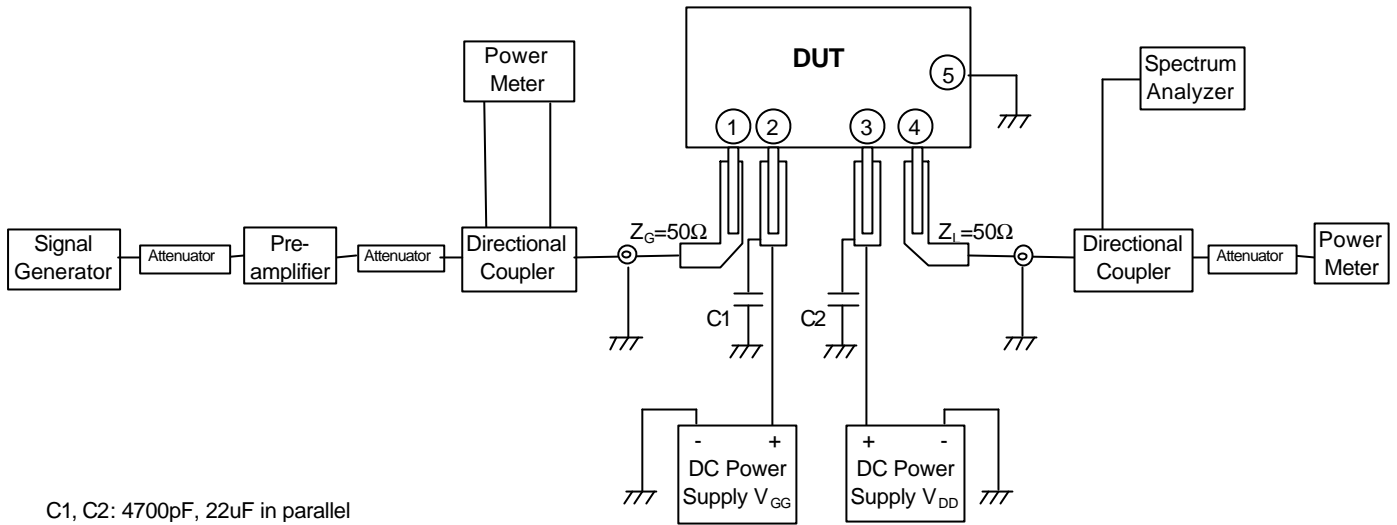 DUT
Power
Meter
5
Spectrum
Analyzer
1
2
3
4
Z_G=50Ω
Z_L=50Ω
Signal
Generator
Attenuator
Pre-
amplifier
Attenuator
Directional
Coupler
Directional
Coupler
Attenuator
Power
Meter
C1
C2
- +
DC Power
Supply V_GG
+ -
DC Power
Supply V_DD
C1, C2: 4700pF, 22uF in parallel